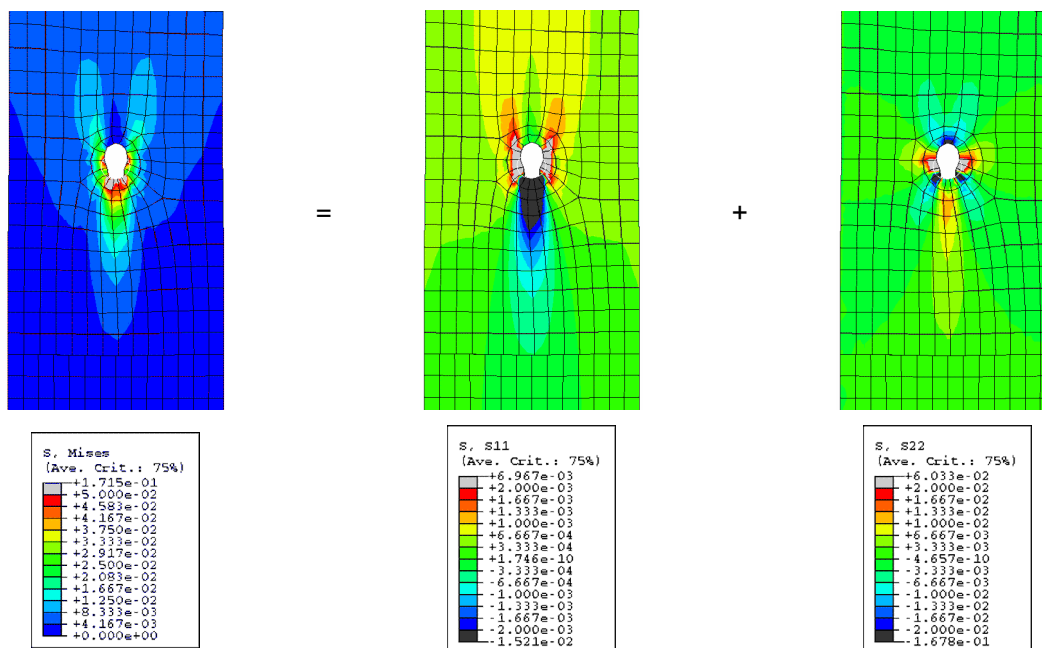 =
+
S, Mises
(Ave. Crit.: 75%)
+1.715e-01
+5.000e-02
+4.583e-02
+4.167e-02
+3.750e-02
+3.333e-02
+2.917e-02
+2.500e-02
+2.083e-02
+1.667e-02
+1.250e-02
+8.333e-03
+4.167e-03
+0.000e+00
S, S11
(Ave. Crit.: 75%)
+6.967e-03
+2.000e-03
+1.667e-03
+1.333e-03
+1.000e-03
+6.667e-04
+3.333e-04
+1.746e-10
-3.333e-04
-6.667e-04
-1.000e-03
-1.333e-03
-1.667e-03
-2.000e-03
-1.521e-02
S, S22
(Ave. Crit.: 75%)
+6.033e-02
+2.000e-02
+1.667e-02
+1.333e-02
+1.000e-02
+6.667e-03
+3.333e-03
-4.657e-10
-3.333e-03
-6.667e-03
-1.000e-02
-1.333e-02
-1.667e-02
-2.000e-02
-1.678e-01